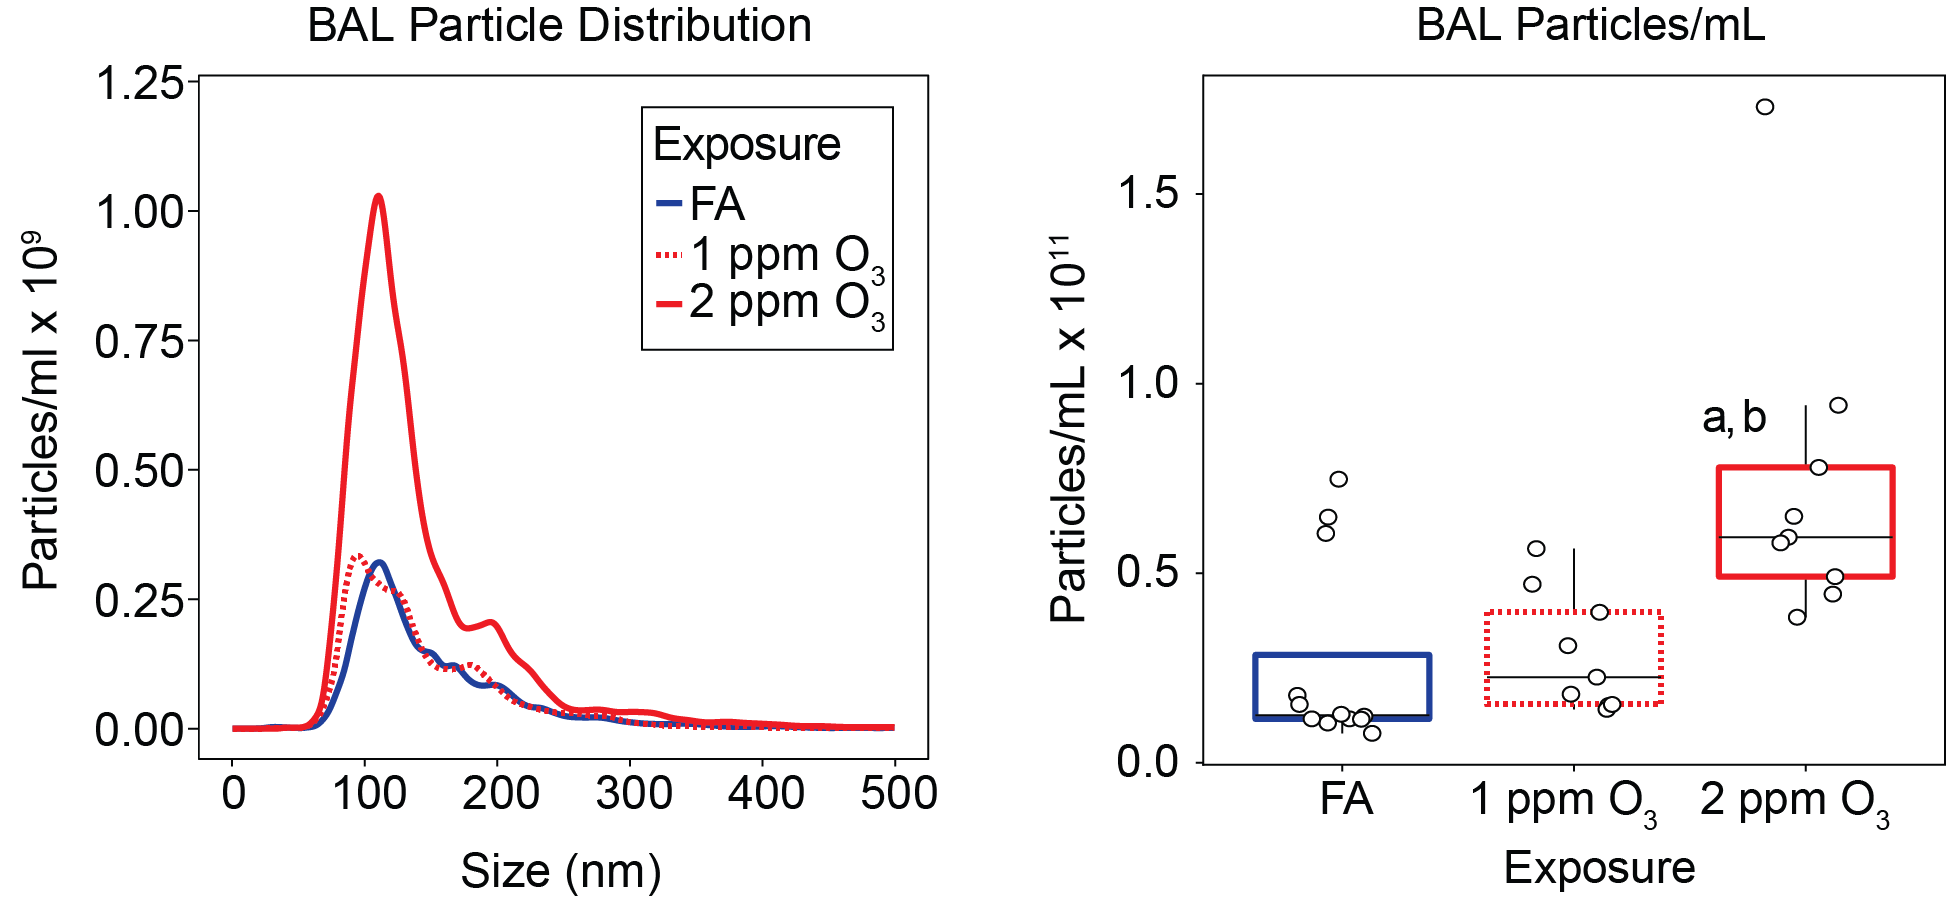 BAL Particle Distribution
Particles/ml x 10⁹
1.25
1.00
0.75
0.50
0.25
0.00
Exposure
FA
1 ppm O₃
2 ppm O₃
0 100 200 300 400 500
Size (nm)
BAL Particles/mL
Particles/mL x 10¹¹
1.5
1.0
0.5
0.0
a, b
FA 1 ppm O₃ 2 ppm O₃
Exposure